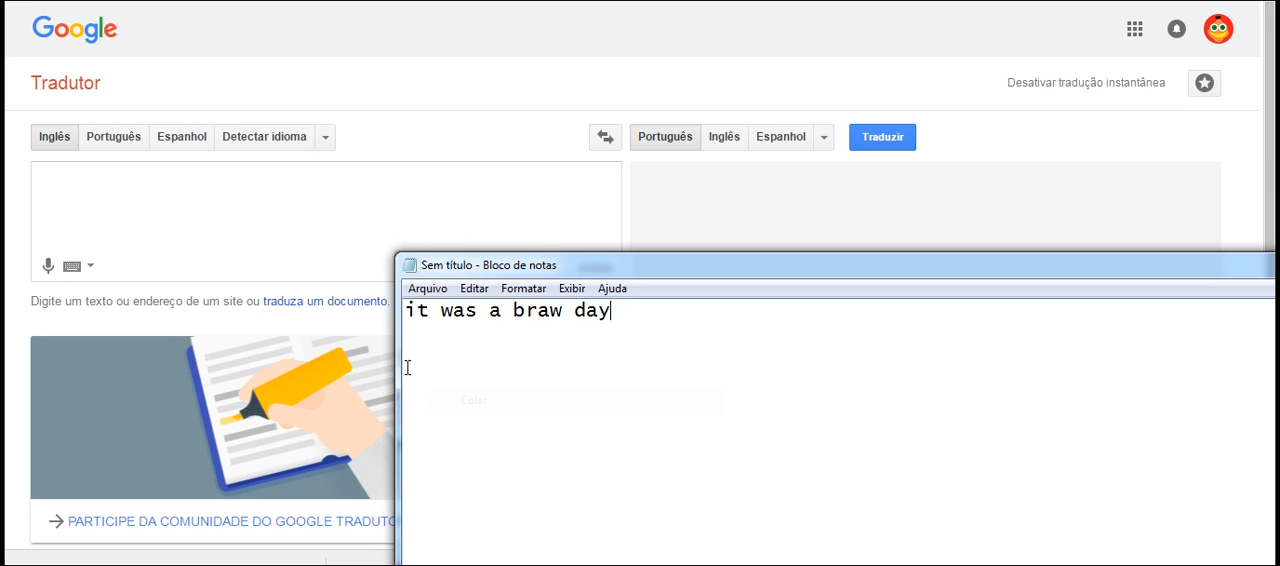 Google
Tradutor
Desativar tradução instantânea
Inglês Português Espanhol Detectar idioma
Português Inglês Espanhol
Traduzir
Digite um texto ou endereço de um site ou traduza um documento.
PARTICIPE DA COMUNIDADE DO GOOGLE TRADUTO
Sem título - Bloco de notas
Arquivo Editar Formatar Exibir Ajuda
it was a braw day
Colar